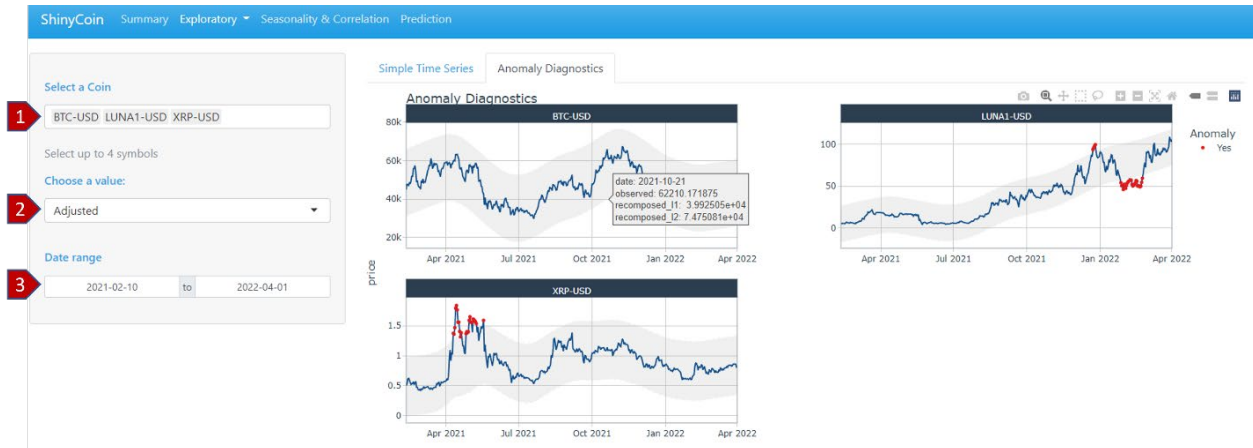 ShinyCoin Summary Exploratory Seasonality & Correlation Prediction
Select a Coin
1
BTC-USD LUNA1-USD XRP-USD
Select up to 4 symbols
Choose a value:
2
Adjusted
Date range
3
2021-02-10 to 2022-04-01
Simple Time Series Anomaly Diagnostics
Anomaly Diagnostics
BTC-USD
80k
60k
40k
20k
Apr 2021 Jul 2021 Oct 2021 Jan 2022 Apr 2022
date: 2021-10-21
observed: 62210.171875
recomposed_l1: 3.992505e+04
recomposed_l2: 7.475081e+04
LUNA1-USD
100
50
0
Apr 2021 Jul 2021 Oct 2021 Jan 2022 Apr 2022
Anomaly
Yes
price
XRP-USD
1.5
1
0.5
0
Apr 2021 Jul 2021 Oct 2021 Jan 2022 Apr 2022